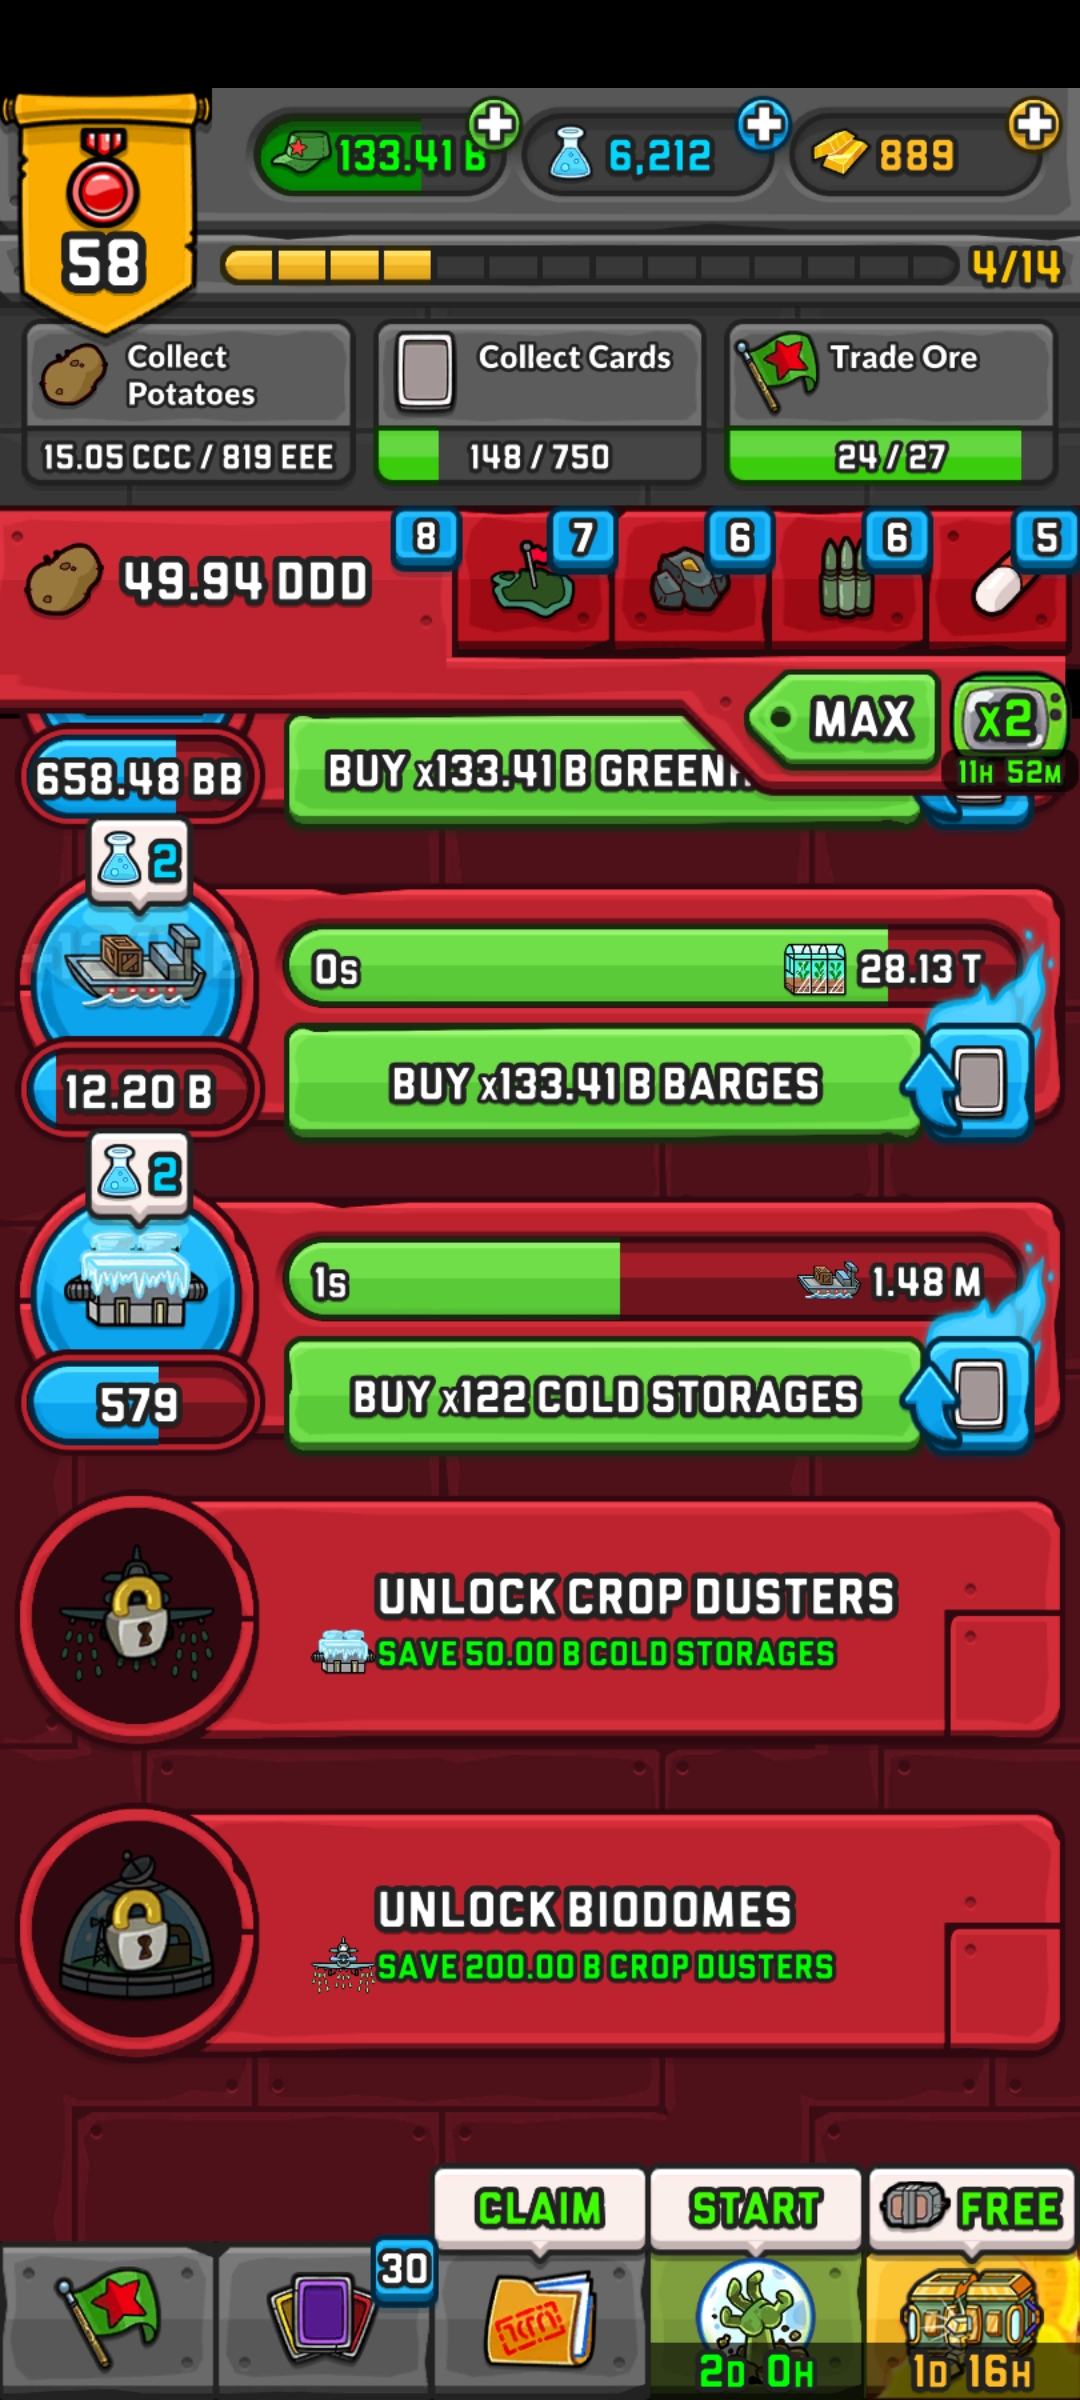 133.41 B
6,212
889
58
4/14
Collect
Potatoes
Collect Cards
Trade Ore
15.05 CCC / 819 EEE
148 / 750
24 / 27
49.94 DDD
8
7
6
6
5
MAX
x2
11H 52M
658.48 BB
BUY x133.41 B GREENH
2
0s
28.13 T
12.20 B
BUY x133.41 B BARGES
2
1s
1.48 M
579
BUY x122 COLD STORAGES
UNLOCK CROP DUSTERS
SAVE 50.00 B COLD STORAGES
UNLOCK BIODOMES
SAVE 200.00 B CROP DUSTERS
CLAIM
START
FREE
30
2D 0H
1D 16H